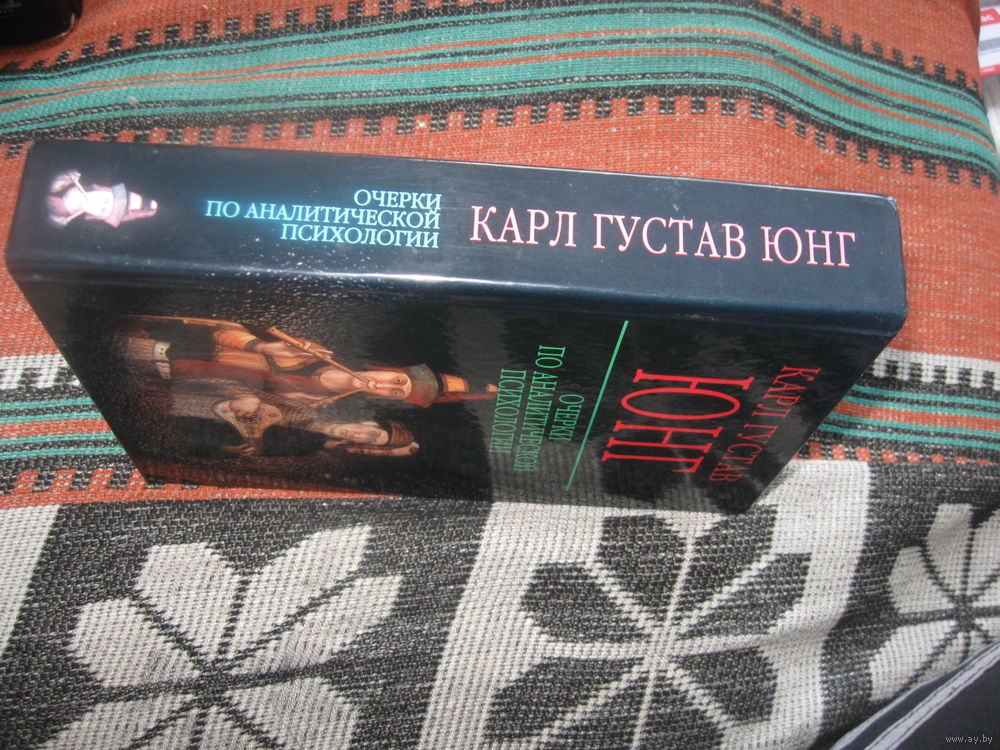 ОЧЕРКИ
ПО АНАЛИТИЧЕСКОЙ
ПСИХОЛОГИИ
КАРЛ ГУСТАВ ЮНГ
КАРЛ ГУСТАВ
ЮНГ
ОЧЕРКИ
ПО АНАЛИТИЧЕСКОЙ
ПСИХОЛОГИИ
www.ay.by